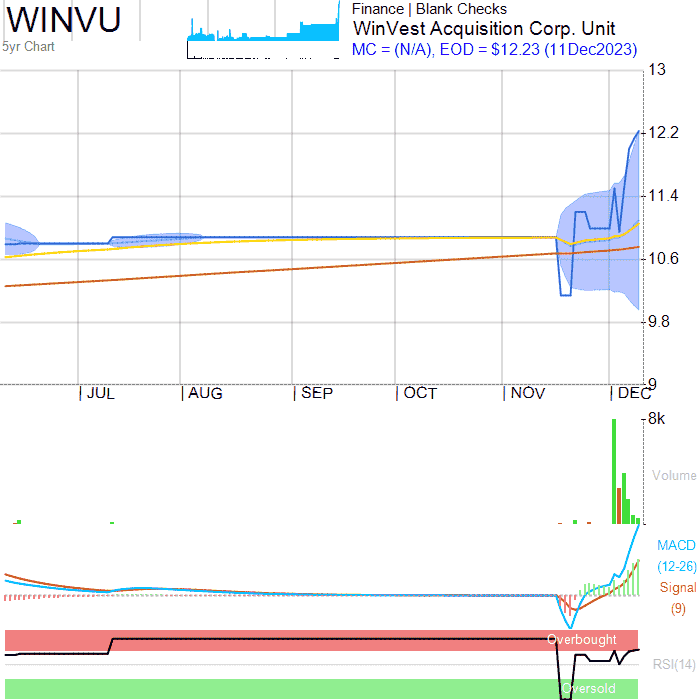 WINVU
5yr Chart
Finance | Blank Checks
WinVest Acquisition Corp. Unit
MC = (N/A), EOD = $12.23 (11Dec2023)
13
12.2
11.4
10.6
9.8
9
| JUL | AUG | SEP | OCT | NOV | DEC
8k
Volume
MACD
(12-26)
Signal
(9)
Overbought
RSI(14)
Oversold